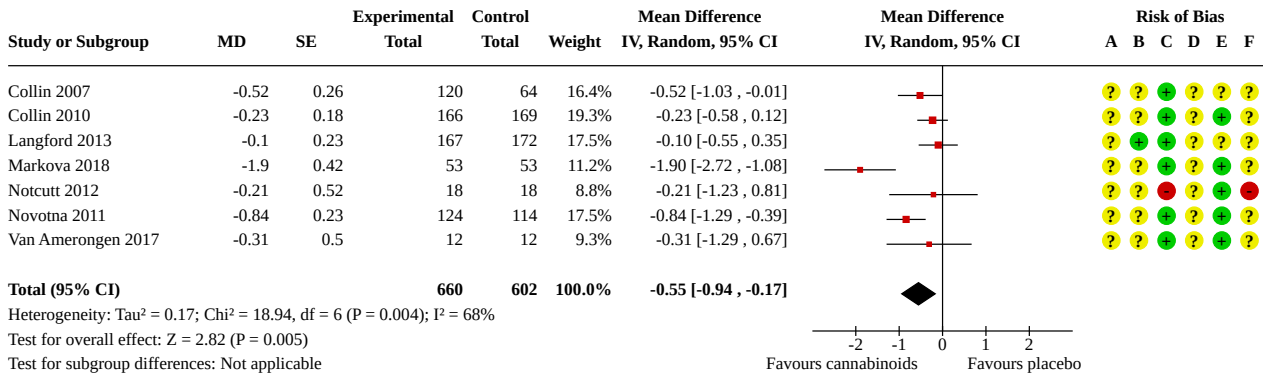 Experimental Control Mean Difference Mean Difference Risk of Bias
Study or Subgroup MD SE Total Total Weight IV, Random, 95% CI IV, Random, 95% CI A B C D E F
Collin 2007 -0.52 0.26 120 64 16.4% -0.52 [-1.03 , -0.01] ? ? + ? ? ?
Collin 2010 -0.23 0.18 166 169 19.3% -0.23 [-0.58 , 0.12] ? ? + ? + ?
Langford 2013 -0.1 0.23 167 172 17.5% -0.10 [-0.55 , 0.35] ? + + ? ? ?
Markova 2018 -1.9 0.42 53 53 11.2% -1.90 [-2.72 , -1.08] ? ? + ? + ?
Notcutt 2012 -0.21 0.52 18 18 8.8% -0.21 [-1.23 , 0.81] ? ? - ? + -
Novotna 2011 -0.84 0.23 124 114 17.5% -0.84 [-1.29 , -0.39] ? ? + ? + ?
Van Amerongen 2017 -0.31 0.5 12 12 9.3% -0.31 [-1.29 , 0.67] ? ? + ? + ?
Total (95% CI) 660 602 100.0% -0.55 [-0.94 , -0.17]
Heterogeneity: Tau² = 0.17; Chi² = 18.94, df = 6 (P = 0.004); I² = 68%
Test for overall effect: Z = 2.82 (P = 0.005)
-2 -1 0 1 2
Test for subgroup differences: Not applicable
Favours cannabinoids Favours placebo